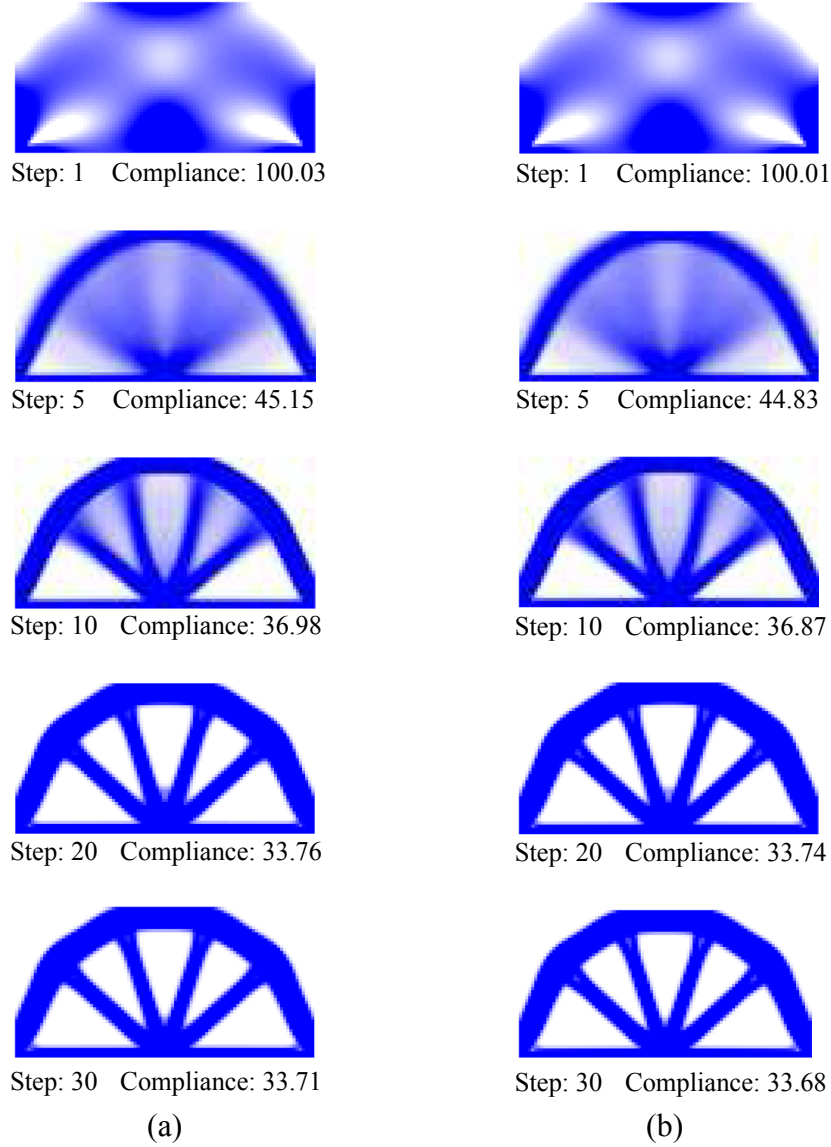 Step: 1 Compliance: 100.03
Step: 1 Compliance: 100.01
Step: 5 Compliance: 45.15
Step: 5 Compliance: 44.83
Step: 10 Compliance: 36.98
Step: 10 Compliance: 36.87
Step: 20 Compliance: 33.76
Step: 20 Compliance: 33.74
Step: 30 Compliance: 33.71
Step: 30 Compliance: 33.68
(a)
(b)